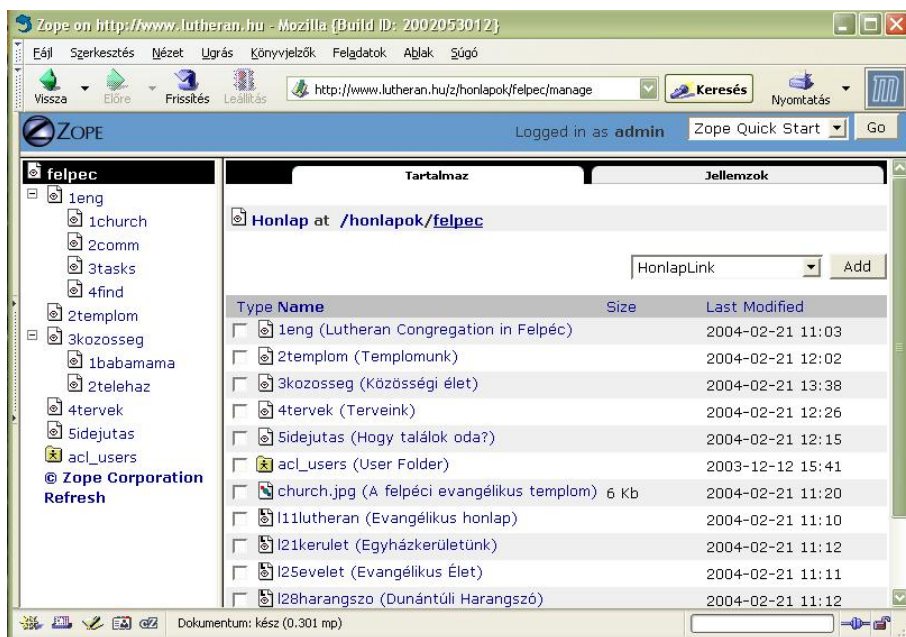 Zope on http://www.lutheran.hu - Mozilla {Build ID: 2002053012}
Fájl Szerkesztés Nézet Ugrás Könyvjelzők Feladatok Ablak Súgó
Vissza Előre Frissítés Leállítás http://www.lutheran.hu/z/honlapok/felpec/manage Keresés Nyomtatás
ZOPE Logged in as admin Zope Quick Start Go
felpec
1eng
1church
2comm
3tasks
4find
2templom
3kozosseg
1babamama
2telehaz
4tervek
5idejutas
acl_users
© Zope Corporation
Refresh
Tartalmaz Jellemzok
Honlap at /honlapok/felpec
HonlapLink Add
Type Name Size Last Modified
1eng (Lutheran Congregation in Felpéc) 2004-02-21 11:03
2templom (Templomunk) 2004-02-21 12:02
3kozosseg (Közösségi élet) 2004-02-21 13:38
4tervek (Terveink) 2004-02-21 12:26
5idejutas (Hogy találok oda?) 2004-02-21 12:15
acl_users (User Folder) 2003-12-12 15:41
church.jpg (A felpéci evangélikus templom) 6 Kb 2004-02-21 11:20
l11lutheran (Evangélikus honlap) 2004-02-21 11:10
l21kerulet (Egyházkerületünk) 2004-02-21 11:12
l25evelet (Evangélikus Élet) 2004-02-21 11:11
l28harangszo (Dunántúli Harangszó) 2004-02-21 11:12
Dokumentum: kész (0.301 mp)